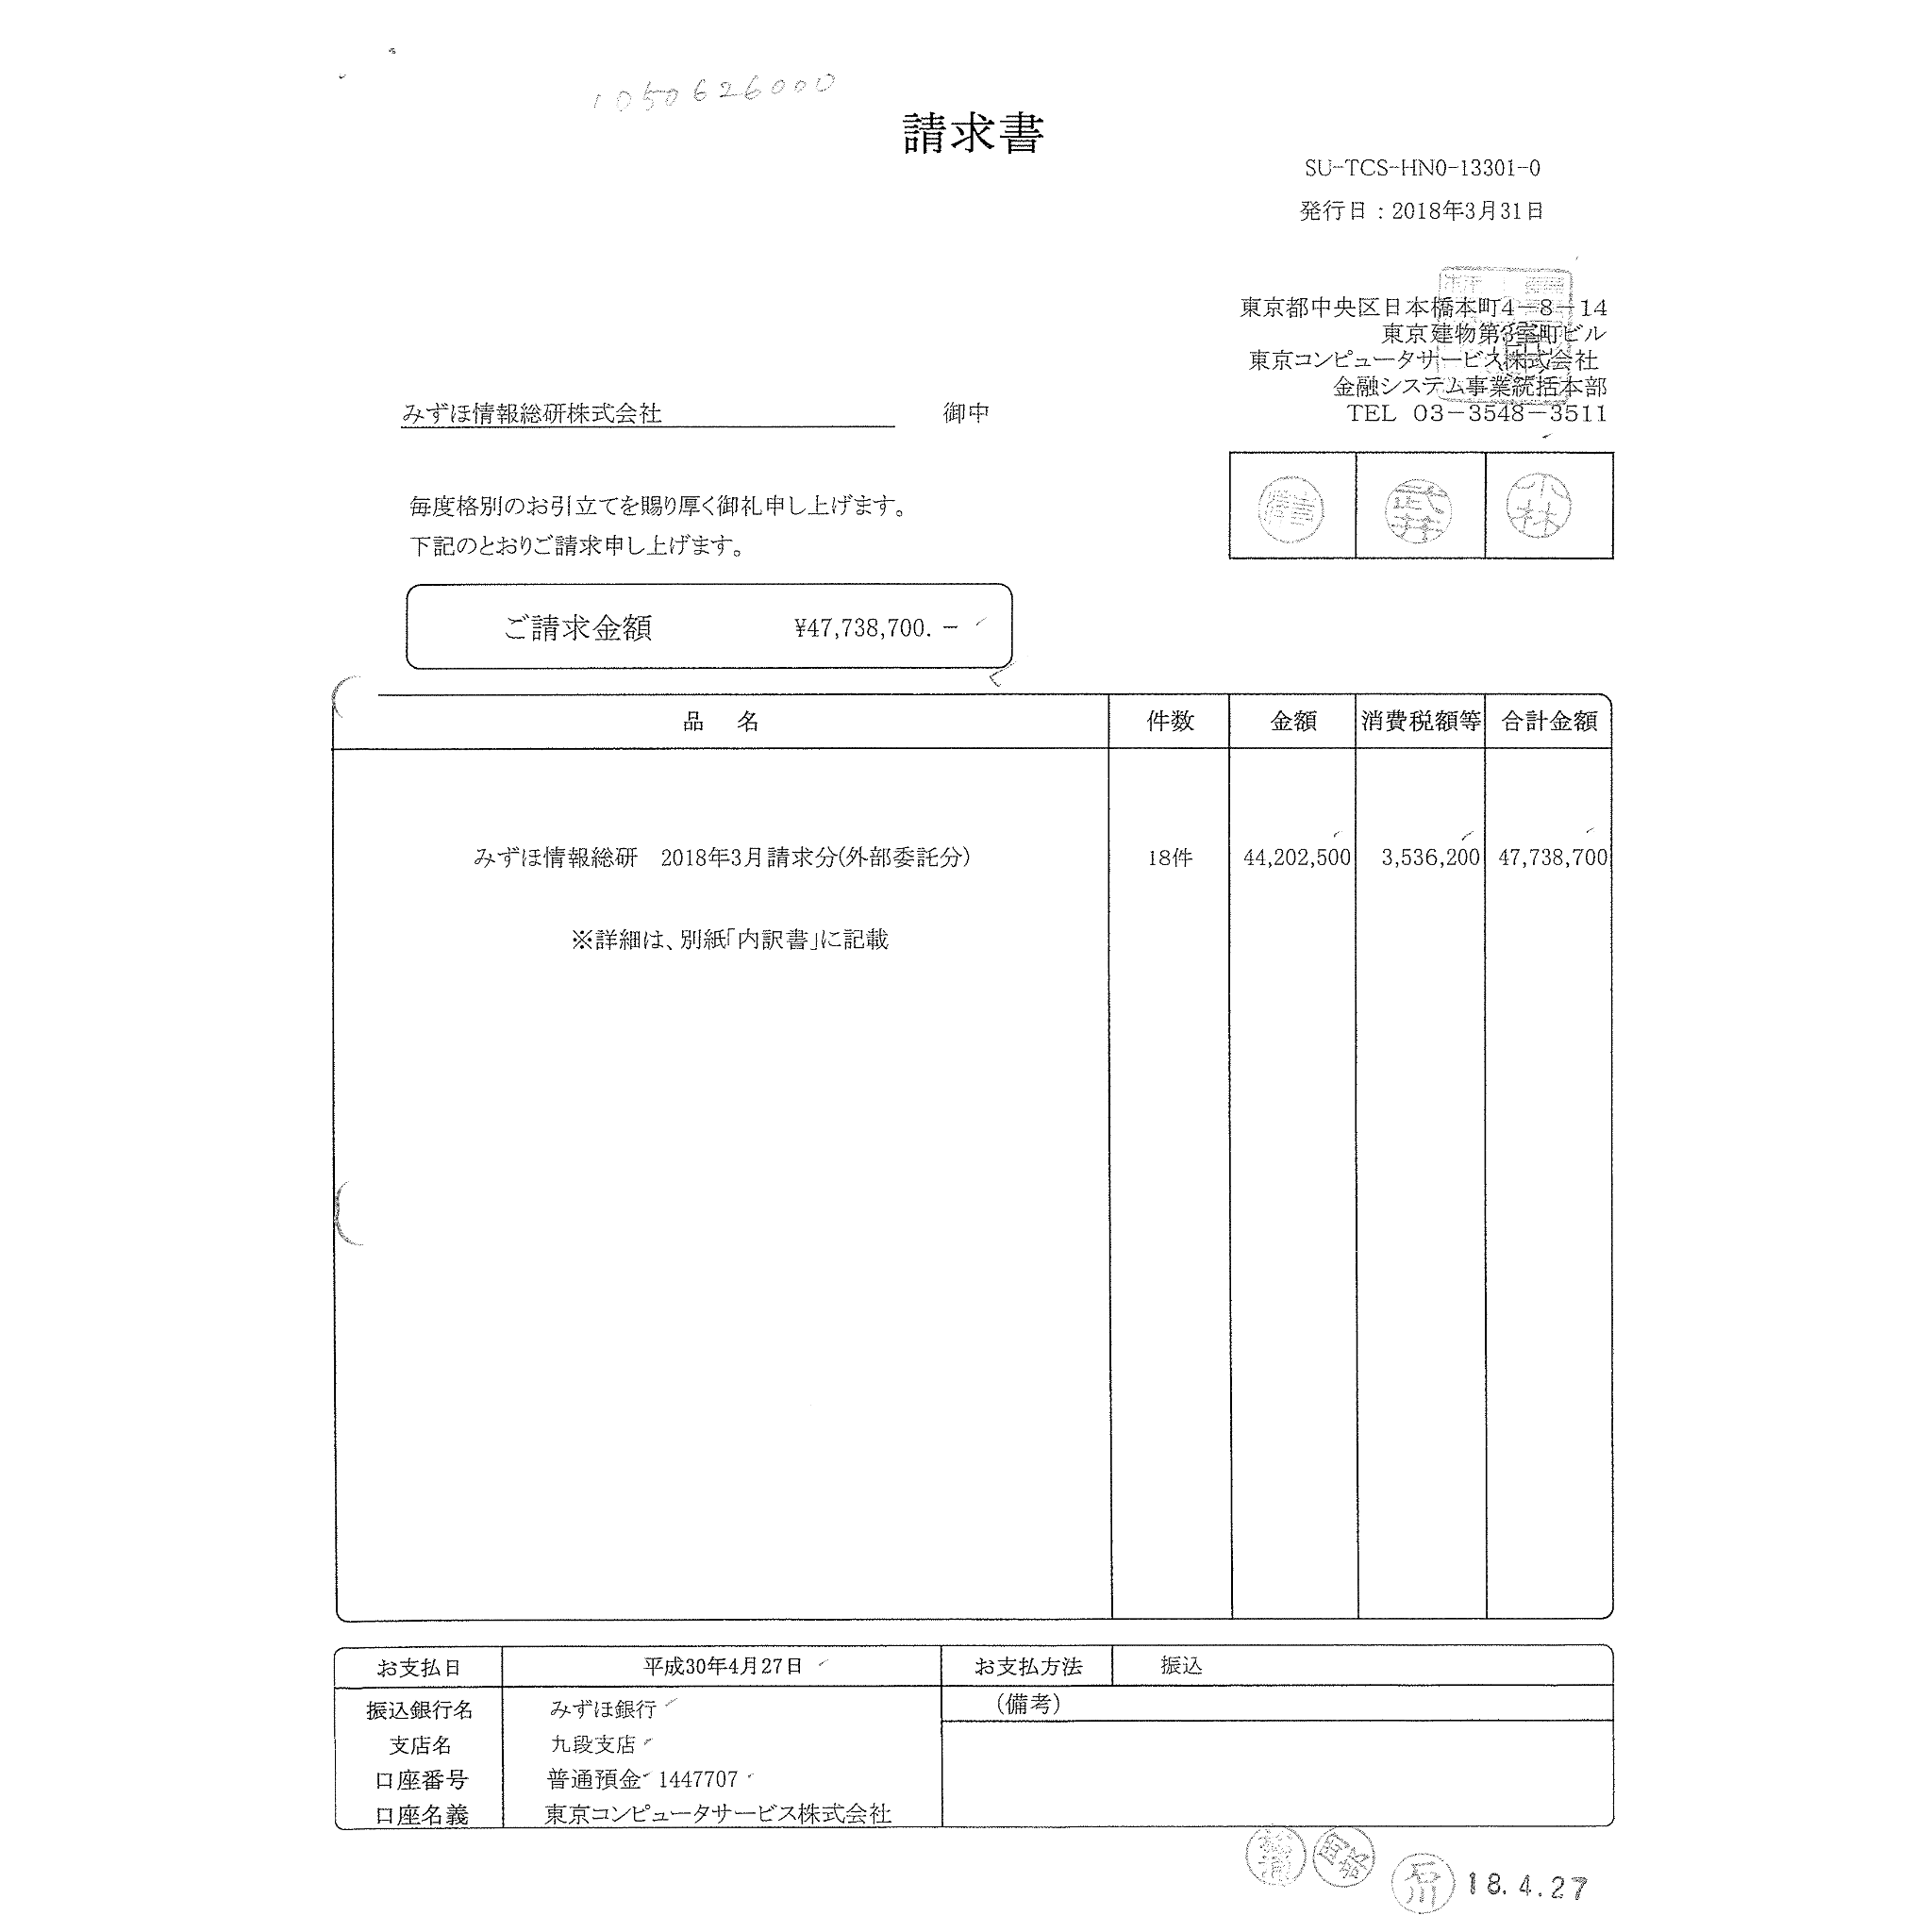 1050626000
請求書
SU-TCS-HN0-13301-0
発行日：2018年3月31日
東京都中央区日本橋本町4－8－14
東京建物第3室町ビル
東京コンピュータサービス株式会社
金融システム事業統括本部
TEL 03－3548－3511
みずほ情報総研株式会社 御中
毎度格別のお引立てを賜り厚く御礼申し上げます。
下記のとおりご請求申し上げます。
武井 小林
ご請求金額 ¥47,738,700.－
品 名 件数 金額 消費税額等 合計金額
みずほ情報総研 2018年3月請求分(外部委託分) 18件 44,202,500 3,536,200 47,738,700
※詳細は、別紙「内訳書」に記載
お支払日 平成30年4月27日 お支払方法 振込
振込銀行名 みずほ銀行 (備考)
支店名 九段支店
口座番号 普通預金 1447707
口座名義 東京コンピュータサービス株式会社
石川 18.4.27